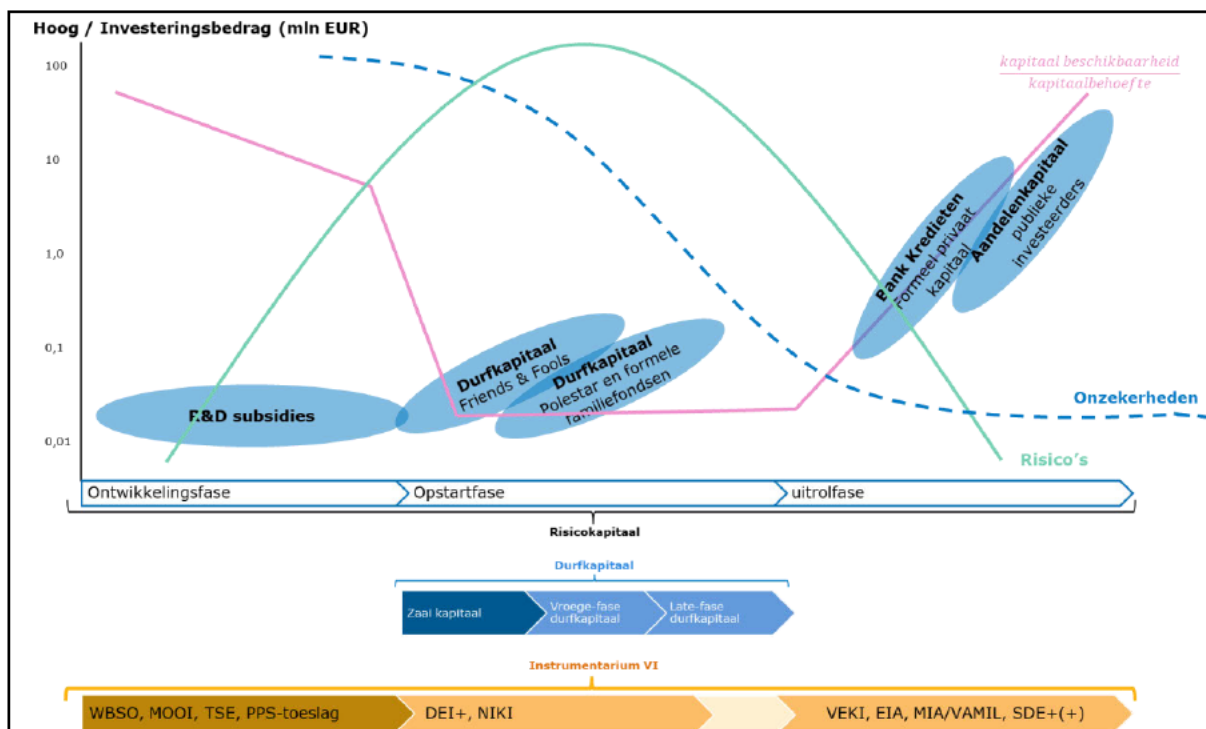 Hoog / Investeringsbedrag (mln EUR)
100
10
1,0
0,1
0,01
kapitaal beschikbaarheid
kapitaalbehoefte
Bank Kredieten
Formeel privaat
kapitaal
Aandelenkapitaal
publieke
investeerders
Durfkapitaal
Friends & Fools
Durfkapitaal
Polestar en formele
familiefondsen
R&D subsidies
Onzekerheden
Risico's
Ontwikkelingsfase
Opstartfase
uitrolfase
Risicokapitaal
Durfkapitaal
Zaai kapitaal
Vroege-fase
durfkapitaal
Late-fase
durfkapitaal
Instrumentarium VI
WBSO, MOOI, TSE, PPS-toeslag
DEI+, NIKI
VEKI, EIA, MIA/VAMIL, SDE+(+)